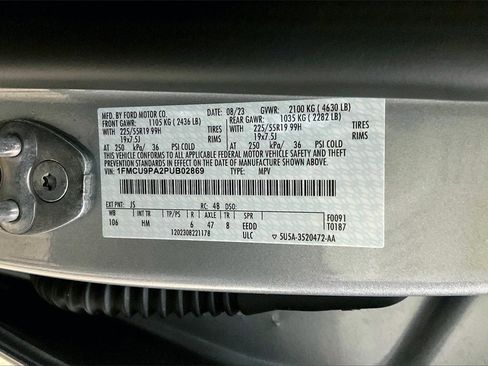 MFD. BY FORD MOTOR CO. DATE: 08/23 GVWR: 2100 KG ( 4630 LB)
FRONT GAWR: 1105 KG ( 2436 LB) REAR GAWR: 1035 KG ( 2282 LB)
WITH 225/55R19 99H TIRES WITH 225/55R19 99H TIRES
19x7.5J RIMS 19x7.5J RIMS
AT 250 kPa/ 36 PSI COLD AT 250 kPa/ 36 PSI COLD
THIS VEHICLE CONFORMS TO ALL APPLICABLE FEDERAL MOTOR VEHICLE SAFETY AND THEFT PREVENTION
STANDARDS IN EFFECT ON THE DATE OF MANUFACTURE SHOWN ABOVE.
VIN: 1FMCU9PA2PUB02869 TYPE: MPV
EXT PNT: JS RC: 4B DSO:
WB INT TR TP/PS R AXLE TR SPR F0091
106 HM 6 47 8 EEDD T0187
1202308221178 ULC 5U5A-3520472-AA